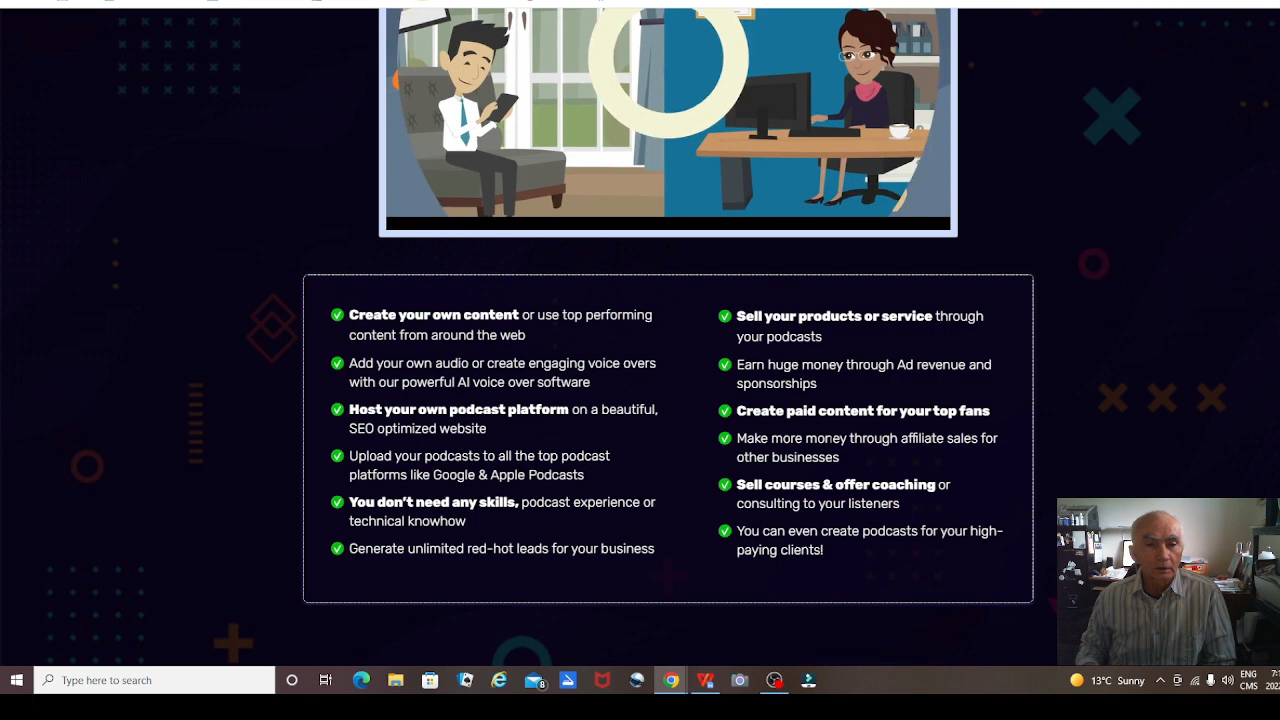 Create your own content or use top performing
content from around the web
Add your own audio or create engaging voice overs
with our powerful AI voice over software
Host your own podcast platform on a beautiful,
SEO optimized website
Upload your podcasts to all the top podcast
platforms like Google & Apple Podcasts
You don't need any skills, podcast experience or
technical knowhow
Generate unlimited red-hot leads for your business
Sell your products or service through
your podcasts
Earn huge money through Ad revenue and
sponsorships
Create paid content for your top fans
Make more money through affiliate sales for
other businesses
Sell courses & offer coaching or
consulting to your listeners
You can even create podcasts for your high-
paying clients!
Type here to search
8
13°C Sunny
ENG
CMS